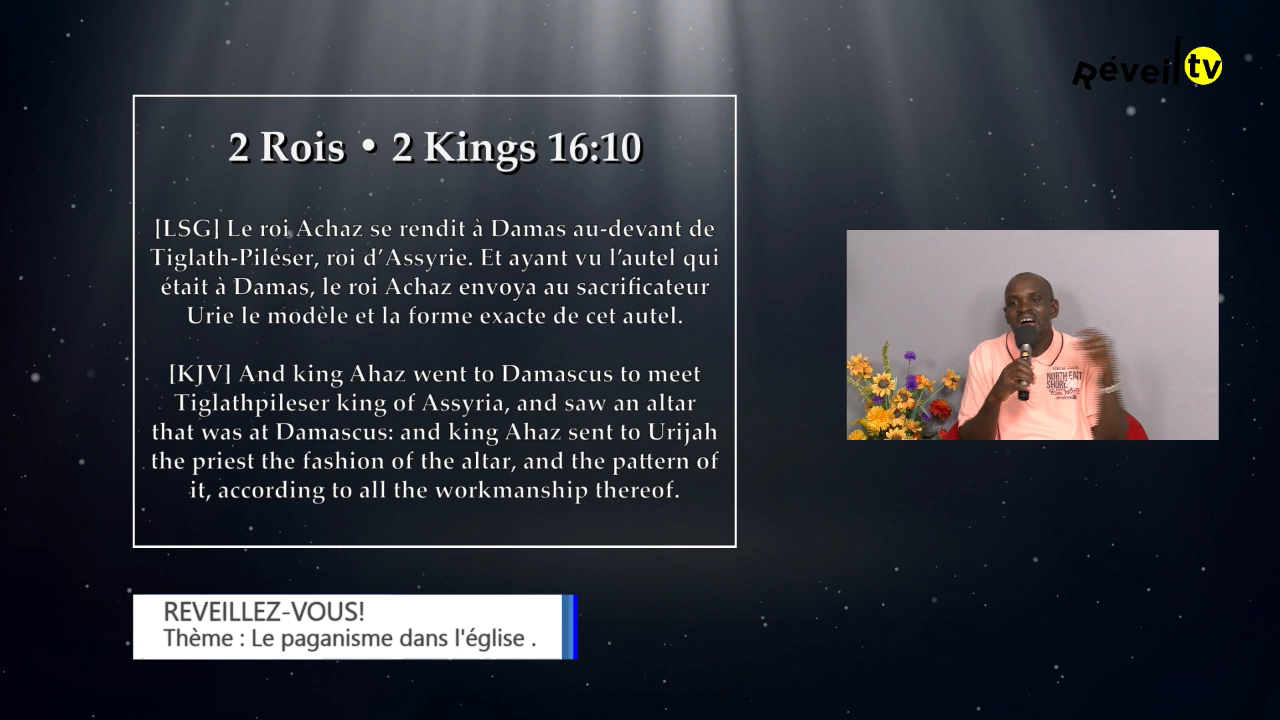 Réveil tv
2 Rois • 2 Kings 16:10
[LSG] Le roi Achaz se rendit à Damas au-devant de
Tiglath-Piléser, roi d’Assyrie. Et ayant vu l’autel qui
était à Damas, le roi Achaz envoya au sacrificateur
Urie le modèle et la forme exacte de cet autel.
[KJV] And king Ahaz went to Damascus to meet
Tiglathpileser king of Assyria, and saw an altar
that was at Damascus: and king Ahaz sent to Urijah
the priest the fashion of the altar, and the pattern of
it, according to all the workmanship thereof.
NORTH EAST
SHORE
REVEILLEZ-VOUS!
Thème : Le paganisme dans l'église .